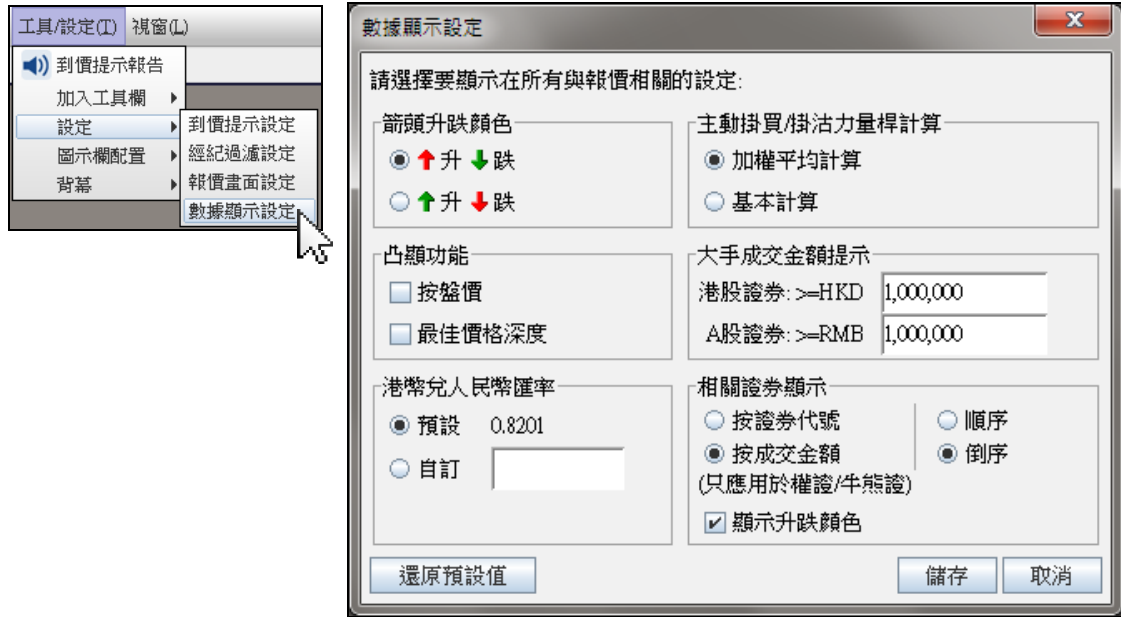 工具/設定(T) 視窗(L)
到價提示報告
加入工具欄
設定
圖示欄配置
背幕
到價提示設定
經紀過濾設定
報價畫面設定
數據顯示設定
數據顯示設定
請選擇要顯示在所有與報價相關的設定:
箭頭升跌顏色
升 跌
升 跌
主動掛買/掛沽力量桿計算
加權平均計算
基本計算
凸顯功能
按盤價
最佳價格深度
大手成交金額提示
港股證券: >=HKD 1,000,000
A股證券: >=RMB 1,000,000
港幣兌人民幣匯率
預設 0.8201
自訂
相關證券顯示
按證券代號 順序
按成交金額 倒序
(只應用於權證/牛熊證)
顯示升跌顏色
還原預設值 儲存 取消